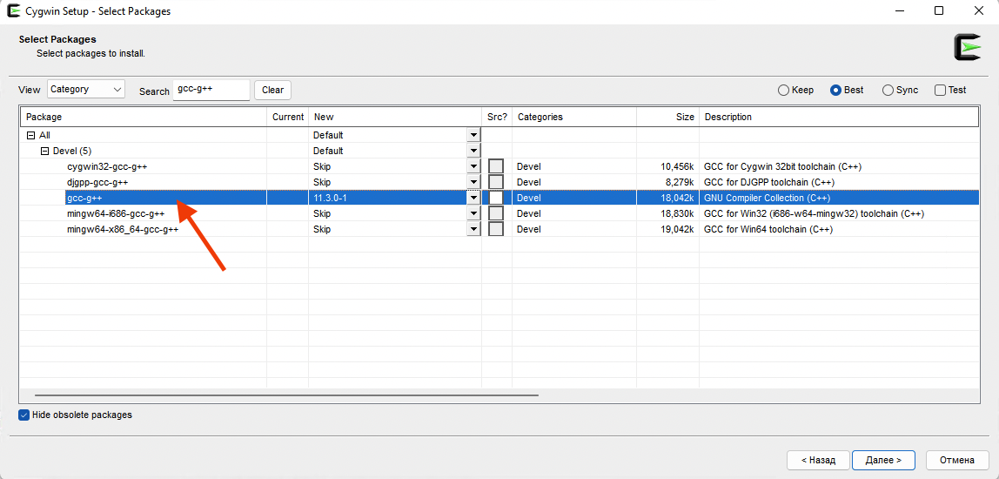 Cygwin Setup - Select Packages
Select Packages
Select packages to install.
View Category Search gcc-g++ Clear Keep Best Sync Test
Package Current New Src? Categories Size Description
All Default
Devel (5) Default
cygwin32-gcc-g++ Skip Devel 10,456k GCC for Cygwin 32bit toolchain (C++)
djgpp-gcc-g++ Skip Devel 8,279k GCC for DJGPP toolchain (C++)
gcc-g++ 11.3.0-1 Devel 18,042k GNU Compiler Collection (C++)
mingw64-i686-gcc-g++ Skip Devel 18,830k GCC for Win32 (i686-w64-mingw32) toolchain (C++)
mingw64-x86_64-gcc-g++ Skip Devel 19,042k GCC for Win64 toolchain (C++)
Hide obsolete packages
< Назад Далее > Отмена